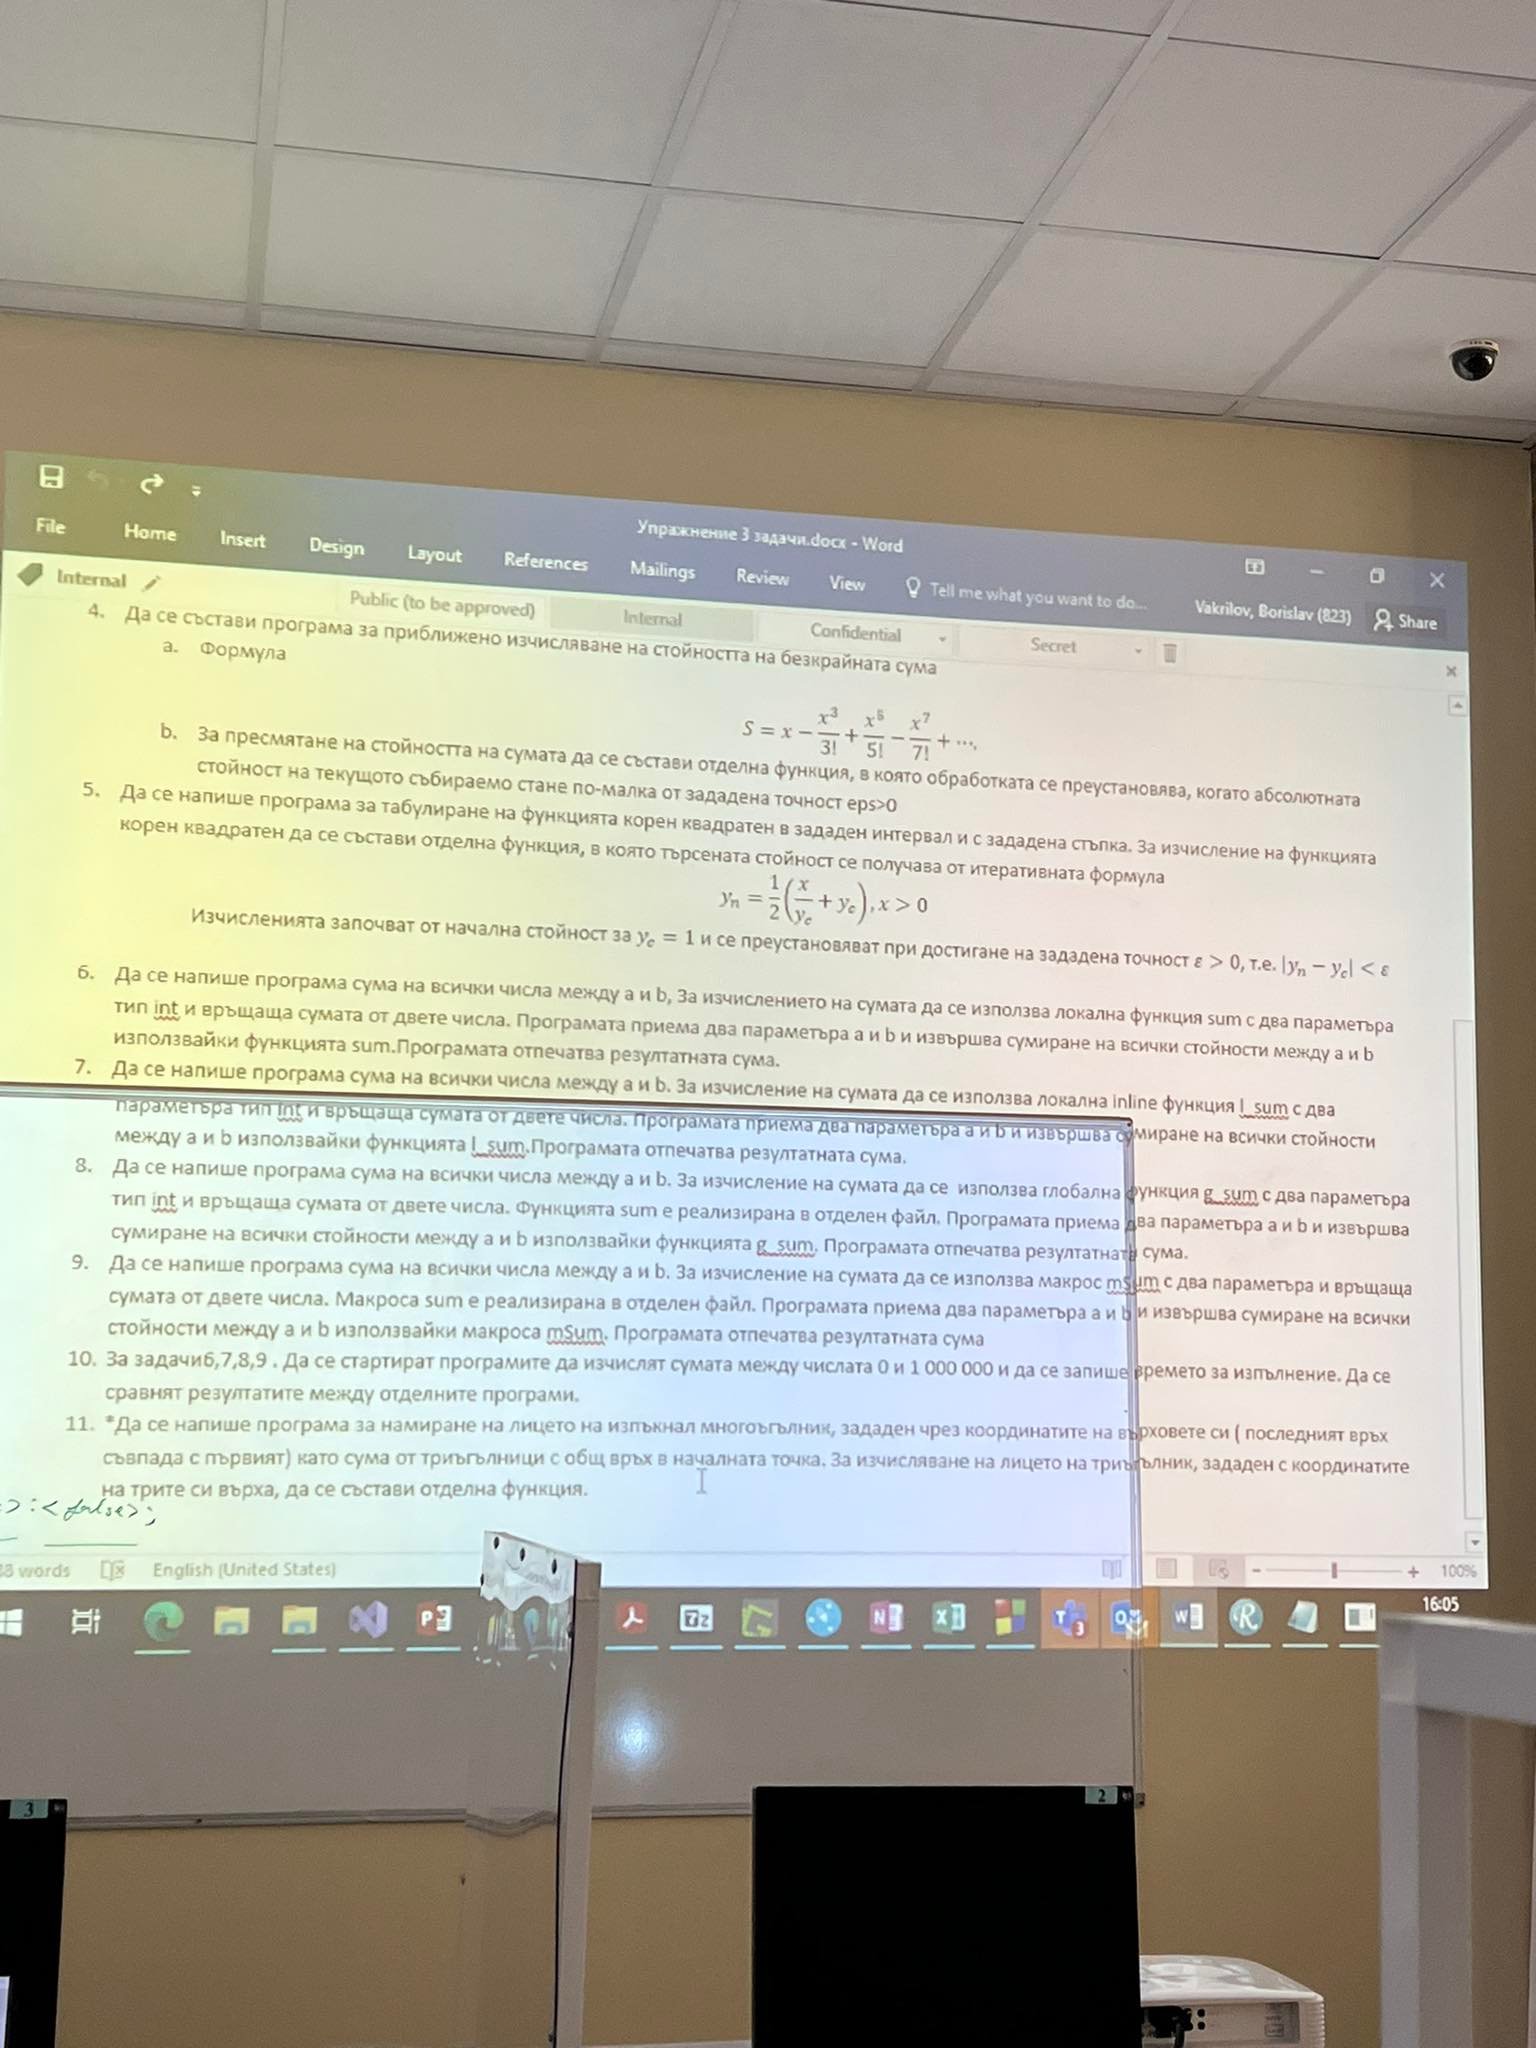 Упражнение 3 задачи.docx - Word
File Home Insert Design Layout References Mailings Review View Tell me what you want to do... Vakrilov, Borislav (823) Share
Internal Public (to be approved) Internal Confidential Secret
4. Да се състави програма за приближено изчисляване на стойността на безкрайната сума
a. Формула
S = x − x³/3! + x⁵/5! − x⁷/7! + ⋯,
b. За пресмятане на стойността на сумата да се състави отделна функция, в която обработката се преустановява, когато абсолютната
стойност на текущото събираемо стане по-малка от зададена точност eps>0
5. Да се напише програма за табулиране на функцията корен квадратен в зададен интервал и с зададена стъпка. За изчисление на функцията
корен квадратен да се състави отделна функция, в която търсената стойност се получава от итеративната формула
yₙ = 1/2 (x/y_c + y_c), x > 0
Изчисленията започват от начална стойност за y_c = 1 и се преустановяват при достигане на зададена точност ε > 0, т.е. |yₙ − y_c| < ε
6. Да се напише програма сума на всички числа между a и b, За изчислението на сумата да се използва локална функция sum с два параметъра
тип int и връщаща сумата от двете числа. Програмата приема два параметъра a и b и извършва сумиране на всички стойности между a и b
използвайки функцията sum.Програмата отпечатва резултатната сума.
7. Да се напише програма сума на всички числа между a и b. За изчисление на сумата да се използва локална inline функция l_sum с два
параметъра тип int и връщаща сумата от двете числа. Програмата приема два параметъра a и b и извършва сумиране на всички стойности
между a и b използвайки функцията l_sum.Програмата отпечатва резултатната сума.
8. Да се напише програма сума на всички числа между a и b. За изчисление на сумата да се използва глобална функция g_sum с два параметъра
тип int и връщаща сумата от двете числа. Функцията sum е реализирана в отделен файл. Програмата приема два параметъра a и b и извършва
сумиране на всички стойности между a и b използвайки функцията g_sum. Програмата отпечатва резултатната сума.
9. Да се напише програма сума на всички числа между a и b. За изчисление на сумата да се използва макрос mSum с два параметъра и връщаща
сумата от двете числа. Макроса sum е реализирана в отделен файл. Програмата приема два параметъра a и b и извършва сумиране на всички
стойности между a и b използвайки макроса mSum. Програмата отпечатва резултатната сума
10. За задачи6,7,8,9 . Да се стартират програмите да изчислят сумата между числата 0 и 1 000 000 и да се запише времето за изпълнение. Да се
сравнят резултатите между отделните програми.
11. *Да се напише програма за намиране на лицето на изпъкнал многоъгълник, зададен чрез координатите на върховете си ( последният връх
съвпада с първият) като сума от триъгълници с общ връх в началната точка. За изчисляване на лицето на триъгълник, зададен с координатите
на трите си върха, да се състави отделна функция.
>:<false>;
words English (United States) 100%
16:05
3
2